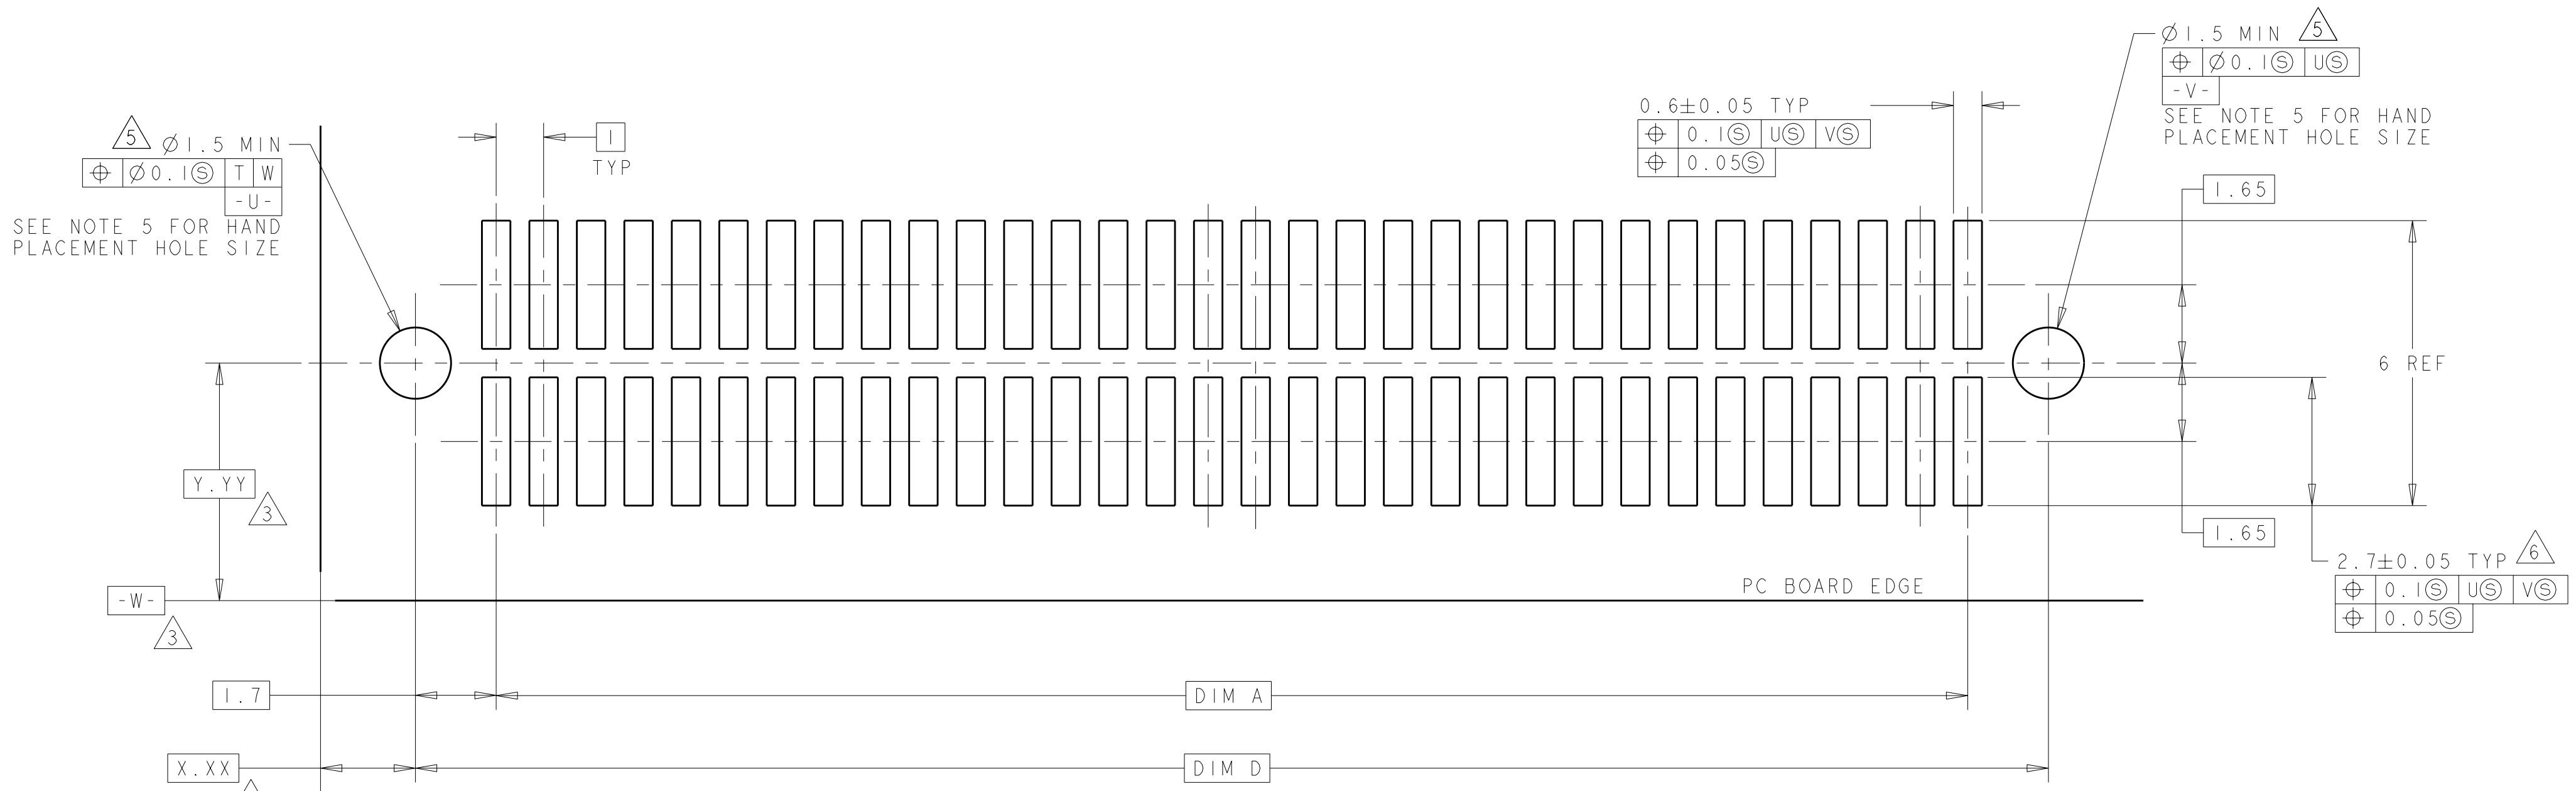 5 Ø1.5 MIN
⌖ Ø0.1Ⓢ T W
-U-
SEE NOTE 5 FOR HAND
PLACEMENT HOLE SIZE
1
TYP
0.6±0.05 TYP
⌖ 0.1Ⓢ UⓈ VⓈ
⌖ 0.05Ⓢ
Ø1.5 MIN 5
⌖ Ø0.1Ⓢ UⓈ
-V-
SEE NOTE 5 FOR HAND
PLACEMENT HOLE SIZE
1.65
6 REF
Y.YY
3
1.65
2.7±0.05 TYP 6
⌖ 0.1Ⓢ UⓈ VⓈ
⌖ 0.05Ⓢ
PC BOARD EDGE
-W-
3
1.7
DIM A
X.XX
DIM D